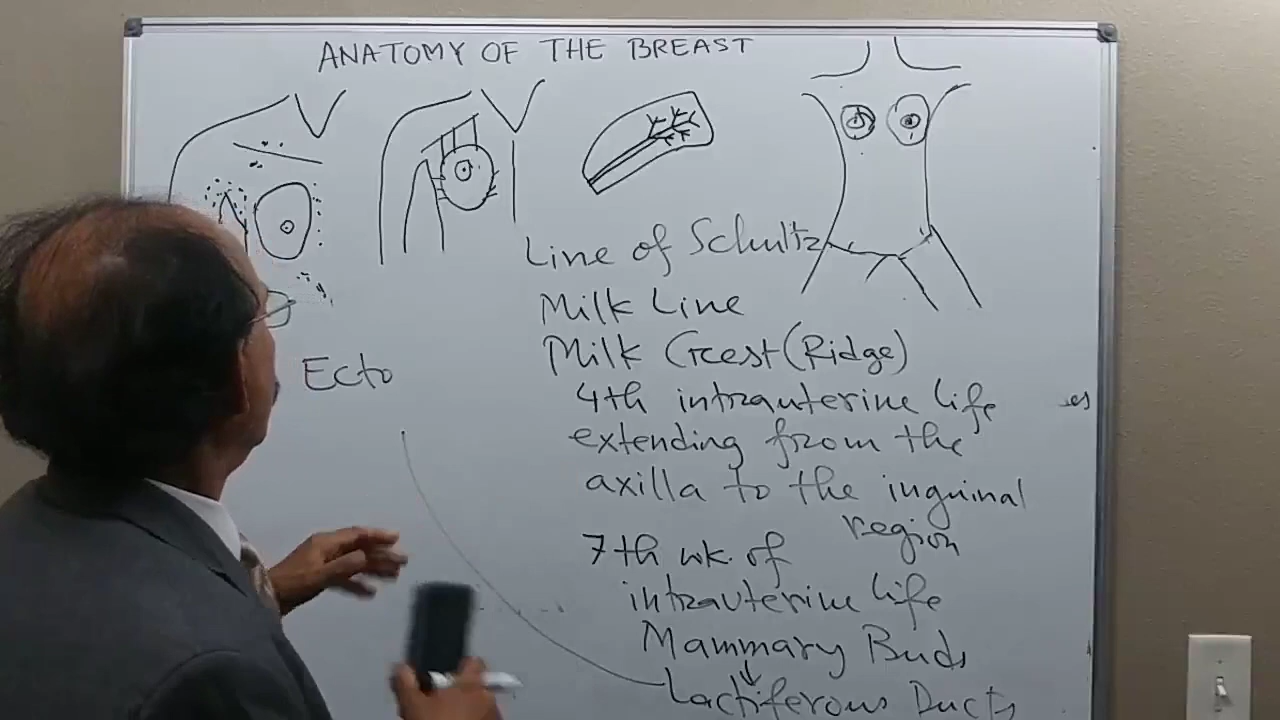 ANATOMY OF THE BREAST
Line of Schultz
Milk Line
Milk Crest (Ridge)
Ecto
4th intrauterine life
es
extending from the
axilla to the inguinal
region
7th wk. of
intrauterine life
Mammary Buds
Lactiferous Ducts